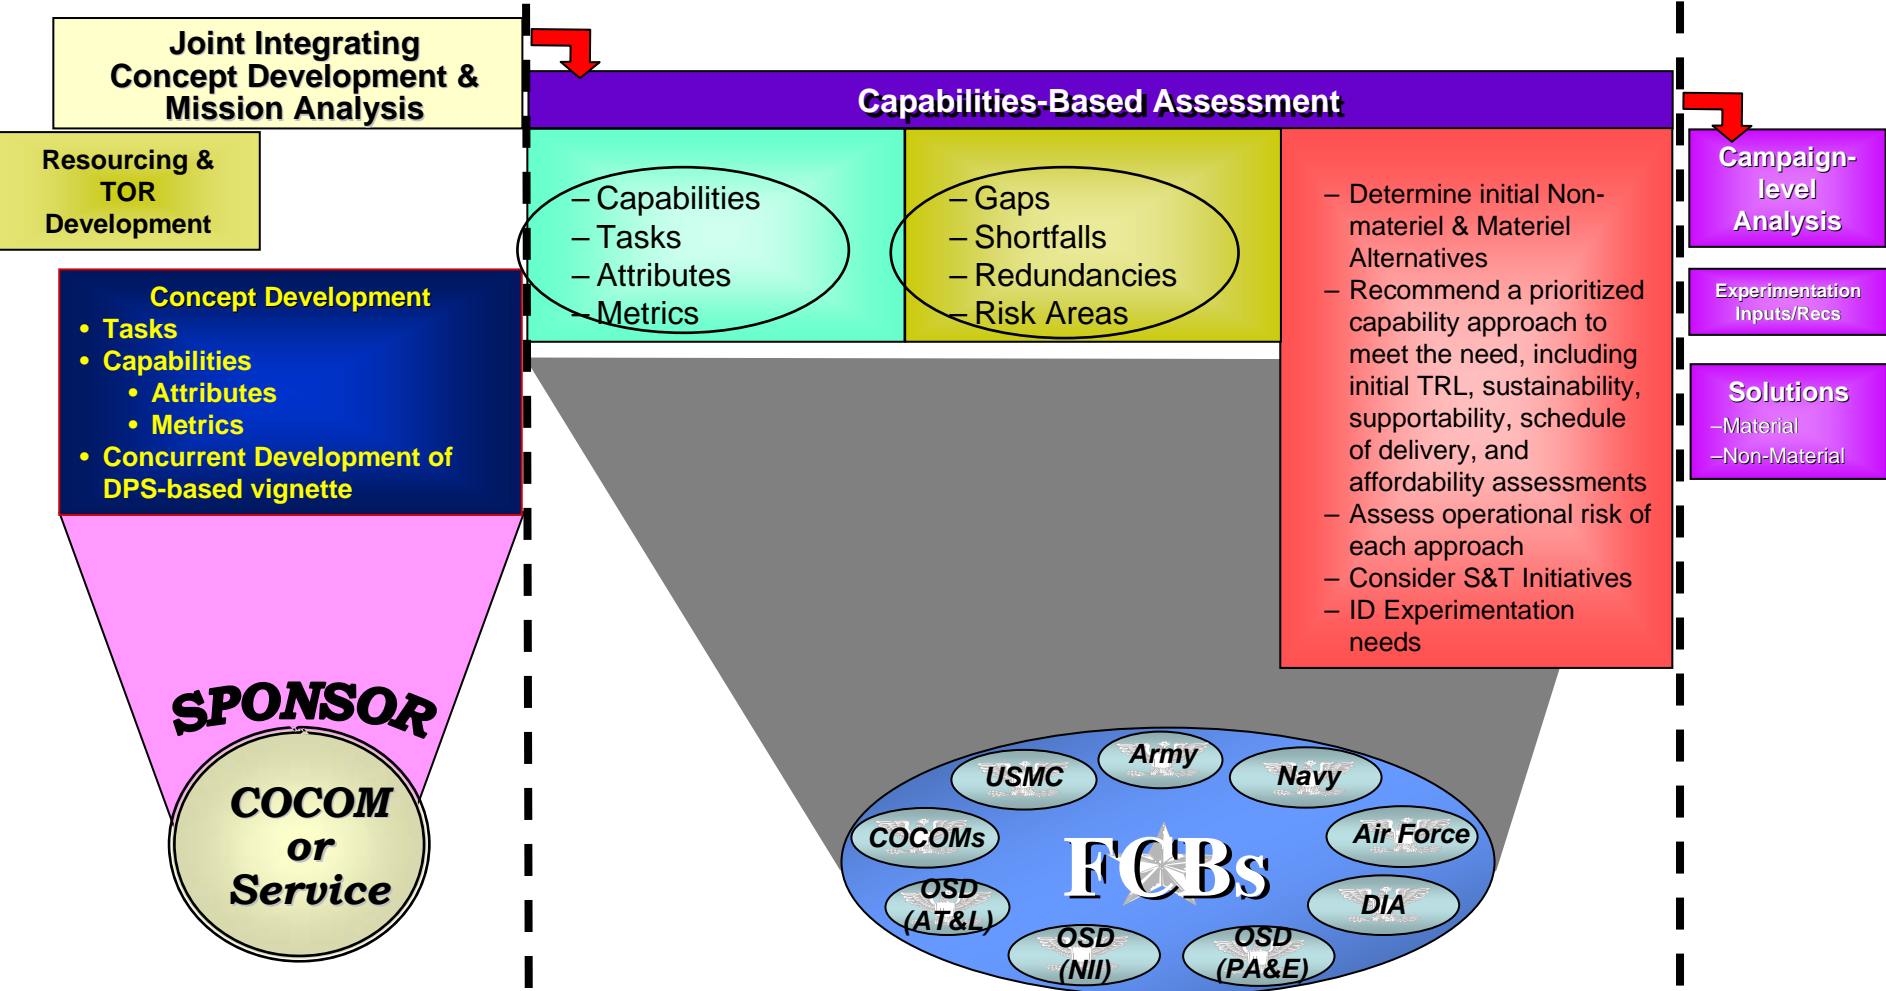 Joint Integrating
Concept Development &
Mission Analysis
Resourcing &
TOR
Development
Concept Development
• Tasks
• Capabilities
• Attributes
• Metrics
• Concurrent Development of
DPS-based vignette
SPONSOR
COCOM
or
Service
Capabilities-Based Assessment
– Capabilities
– Tasks
– Attributes
– Metrics
– Gaps
– Shortfalls
– Redundancies
– Risk Areas
– Determine initial Non-
materiel & Materiel
Alternatives
– Recommend a prioritized
capability approach to
meet the need, including
initial TRL, sustainability,
supportability, schedule
of delivery, and
affordability assessments
– Assess operational risk of
each approach
– Consider S&T Initiatives
– ID Experimentation
needs
FCBs
Army
USMC
Navy
COCOMs
Air Force
OSD
(AT&L)
DIA
OSD
(NII)
OSD
(PA&E)
Campaign-
level
Analysis
Experimentation
Inputs/Recs
Solutions
–Material
–Non-Material